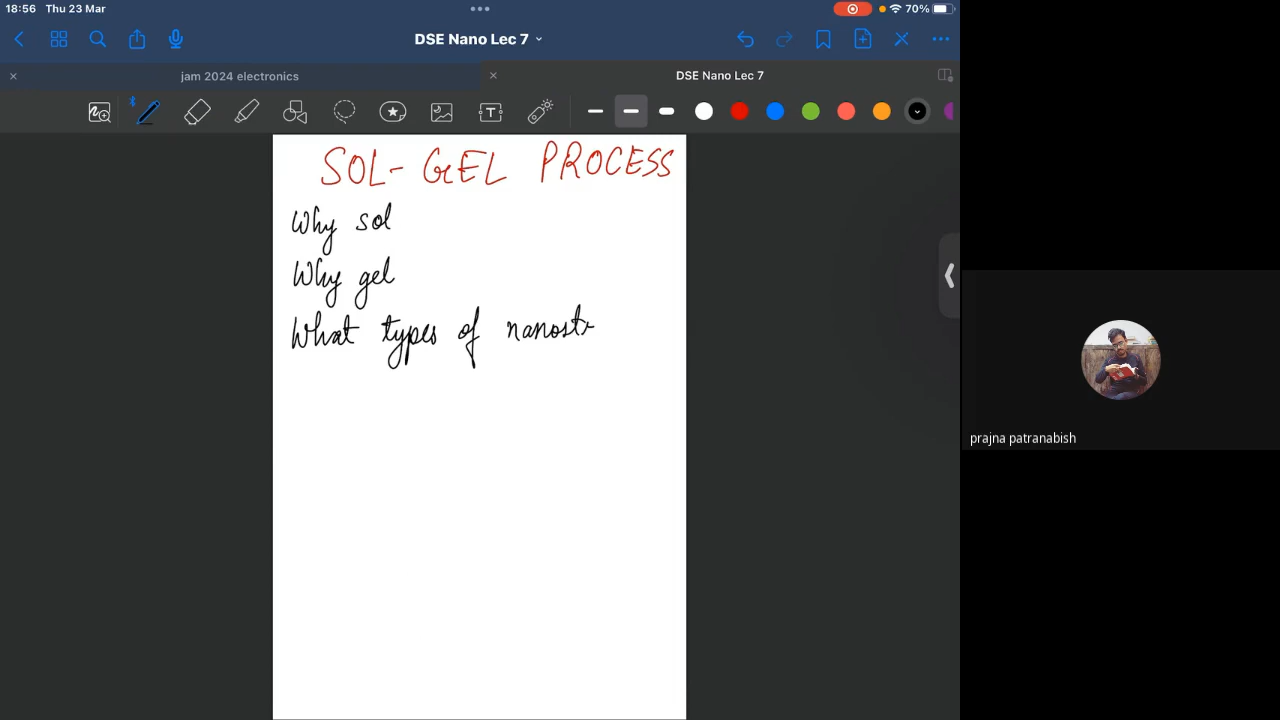 18:56 Thu 23 Mar
70%
DSE Nano Lec 7
jam 2024 electronics
DSE Nano Lec 7
T
SOL-GEL PROCESS
Why sol
Why gel
What types of nanost
prajna patranabish